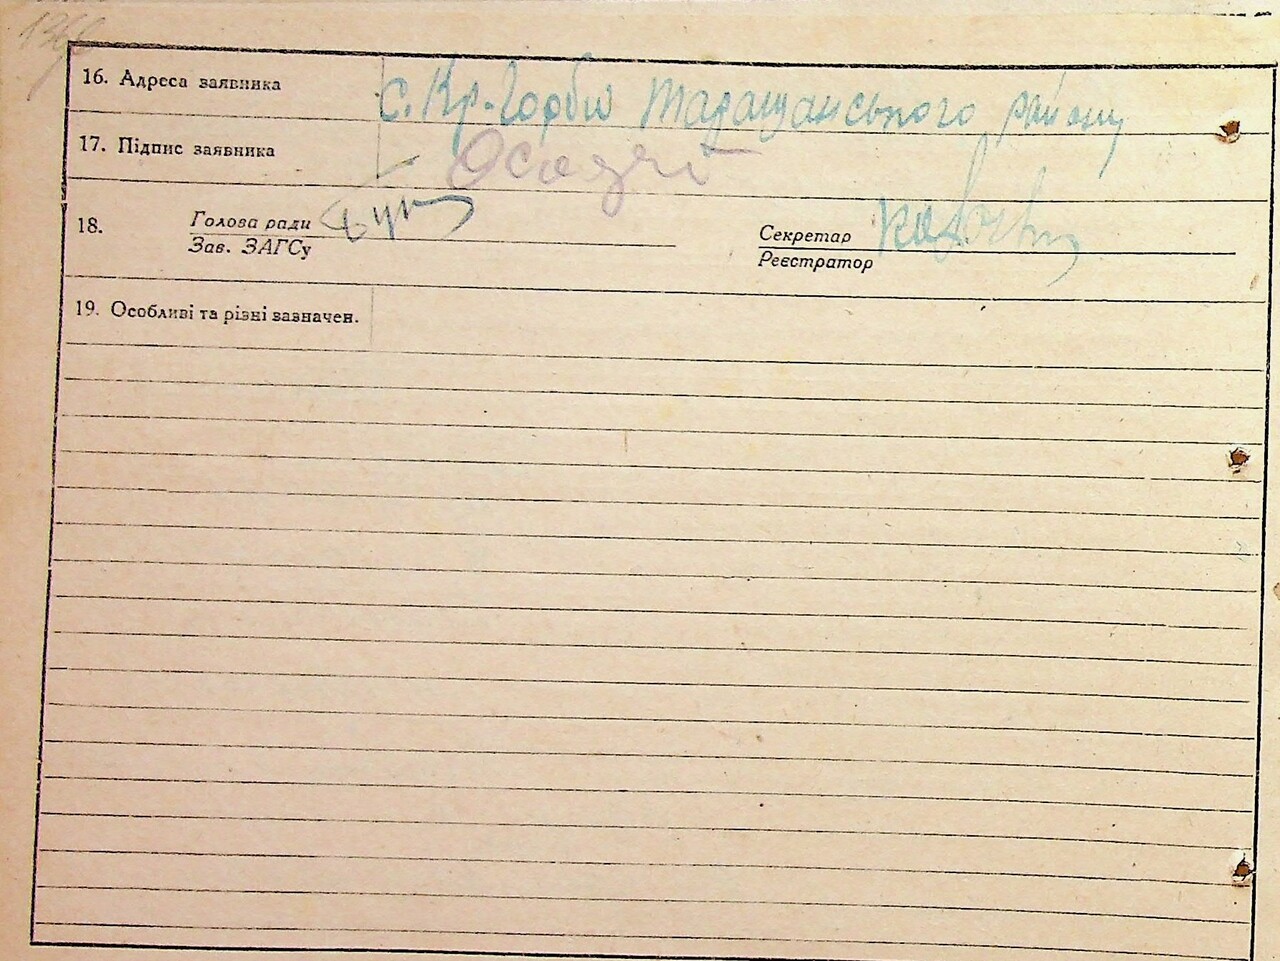 16. Адреса заявника с. Кр-Горби Таращанського району
17. Підпис заявника
18. Голова ради
Зав. ЗАГСу
Секретар
Реєстратор
19. Особливі та різні зазначен.